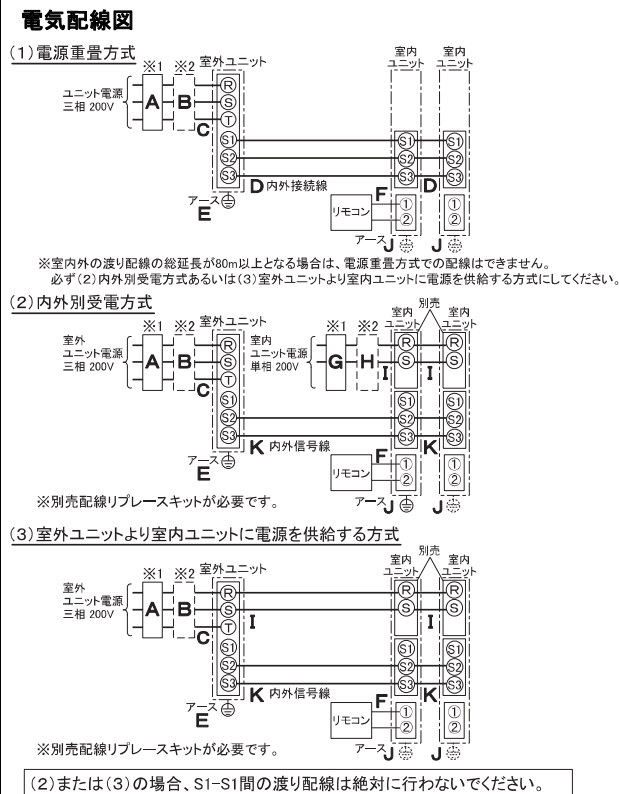 電気配線図
(1)電源重畳方式
※1 ※2 室外ユニット
室内ユニット 室内ユニット
ユニット電源
三相 200V
A B
R
S
T
C
S1 S1 S1
S2 S2 S2
S3 S3 S3
D 内外接続線 F D
アース
E
リモコン
① ①
② ②
アース J J
※室内外の渡り配線の総延長が80m以上となる場合は、電源重畳方式での配線はできません。
必ず(2)内外別受電方式あるいは(3)室外ユニットより室内ユニットに電源を供給する方式にしてください。
(2)内外別受電方式
別売
※1 ※2 室外ユニット ※1 ※2 室内ユニット 室内ユニット
室外
ユニット電源
三相 200V
A B
室内
ユニット電源
単相 200V
G H
R R R
S S S
T
C I I
S1 S1 S1
S2 S2 S2
S3 S3 S3
K 内外信号線 F K
アース
E
リモコン
① ①
② ②
アース J J
※別売配線リプレースキットが必要です。
(3)室外ユニットより室内ユニットに電源を供給する方式
別売
※1 ※2 室外ユニット 室内ユニット 室内ユニット
室外
ユニット電源
三相 200V
A B
R R R
S S S
T
C I I
S1 S1 S1
S2 S2 S2
S3 S3 S3
K 内外信号線 F K
アース
E
リモコン
① ①
② ②
アース J J
※別売配線リプレースキットが必要です。
(2)または(3)の場合、S1-S1間の渡り配線は絶対に行わないでください。